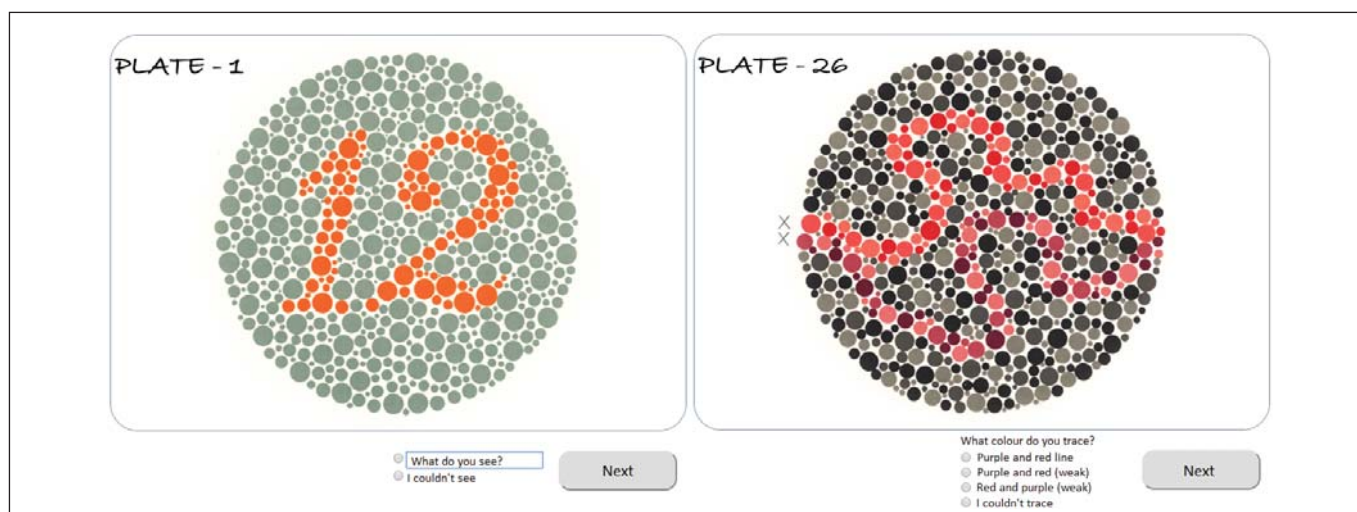 PLATE - 1
12
What do you see?
I couldn't see
Next
PLATE - 26
X
X
What colour do you trace?
Purple and red line
Purple and red (weak)
Red and purple (weak)
I couldn't trace
Next